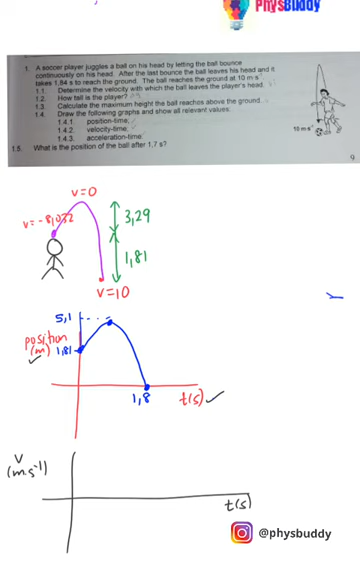 PhysBuddy
1. A soccer player juggles a ball on his head by letting the ball bounce
continuously on his head. After the last bounce the ball leaves his head and it
takes 1,84 s to reach the ground. The ball reaches the ground at 10 m·s⁻¹
1.1. Determine the velocity with which the ball leaves the player's head.
1.2. How tall is the player?
1.3. Calculate the maximum height the ball reaches above the ground.
1.4. Draw the following graphs and show all relevant values:
1.4.1. position-time;
1.4.2. velocity-time;
1.4.3. acceleration-time
1.5. What is the position of the ball after 1,7 s?
10 m·s⁻¹
9
v=0
v=-8,032
3,29
1,81
v=10
5,1
position
(m)
1,81
1,8
t(s)
v
(m.s⁻¹)
t(s)
@physbuddy